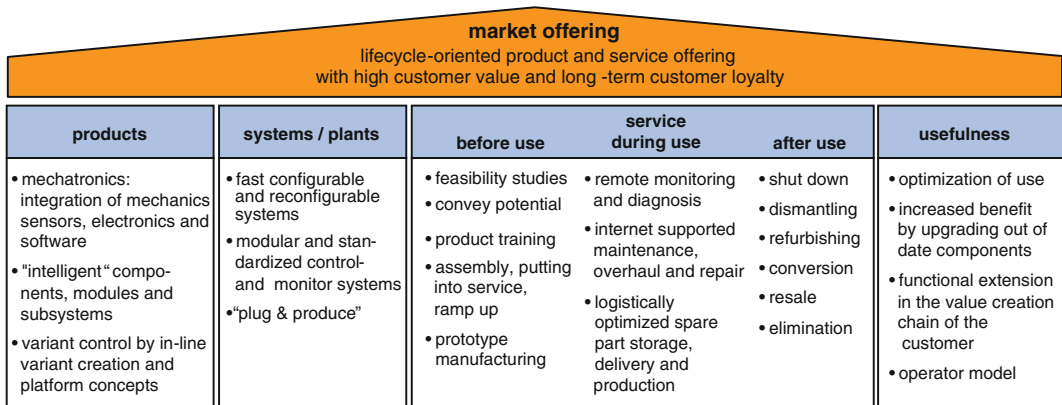 market offering
lifecycle-oriented product and service offering
with high customer value and long -term customer loyalty
products
• mechatronics:
integration of mechanics
sensors, electronics and
software
• "intelligent“ compo-
nents, modules and
subsystems
• variant control by in-line
variant creation and
platform concepts
systems / plants
• fast configurable
and reconfigurable
systems
• modular and stan-
dardized control-
and monitor systems
• “plug & produce”
service
before use
• feasibility studies
• convey potential
• product training
• assembly, putting
into service,
ramp up
• prototype
manufacturing
during use
• remote monitoring
and diagnosis
• internet supported
maintenance,
overhaul and repair
• logistically
optimized spare
part storage,
delivery and
production
after use
• shut down
• dismantling
• refurbishing
• conversion
• resale
• elimination
usefulness
• optimization of use
• increased benefit
by upgrading out of
date components
• functional extension
in the value creation
chain of the
customer
• operator model